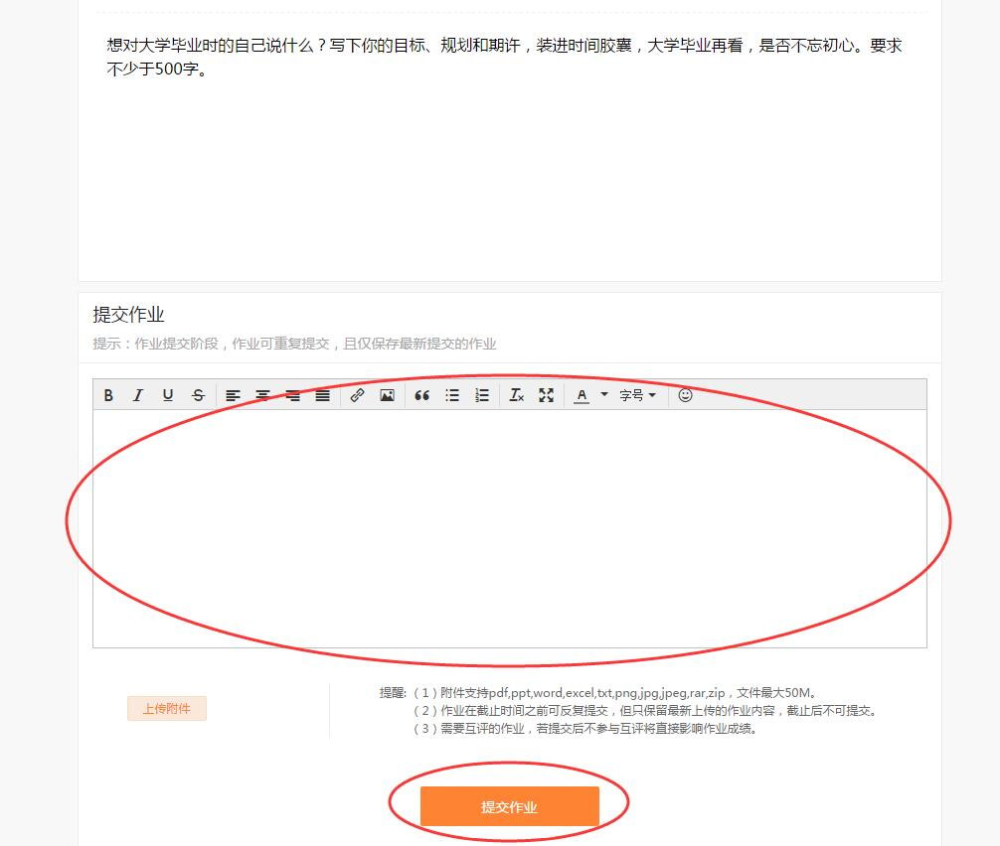 想对大学毕业时的自己说什么？写下你的目标、规划和期许，装进时间胶囊，大学毕业再看，是否不忘初心。要求
不少于500字。
提交作业
提示：作业提交阶段，作业可重复提交，且仅保存最新提交的作业
B I U S A 字号
上传附件
提醒:（1）附件支持pdf,ppt,word,excel,txt,png,jpg,jpeg,rar,zip，文件最大50M。
（2）作业在截止时间之前可反复提交，但只保留最新上传的作业内容，截止后不可提交。
（3）需要互评的作业，若提交后不参与互评将直接影响作业成绩。
提交作业